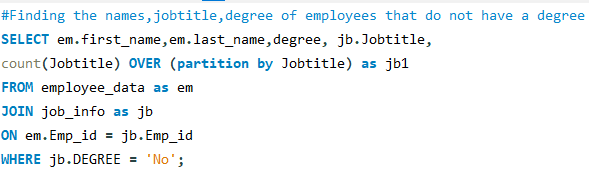 #Finding the names,jobtitle,degree of employees that do not have a degree
SELECT em.first_name,em.last_name,degree, jb.Jobtitle,
count(Jobtitle) OVER (partition by Jobtitle) as jb1
FROM employee_data as em
JOIN job_info as jb
ON em.Emp_id = jb.Emp_id
WHERE jb.DEGREE = 'No';